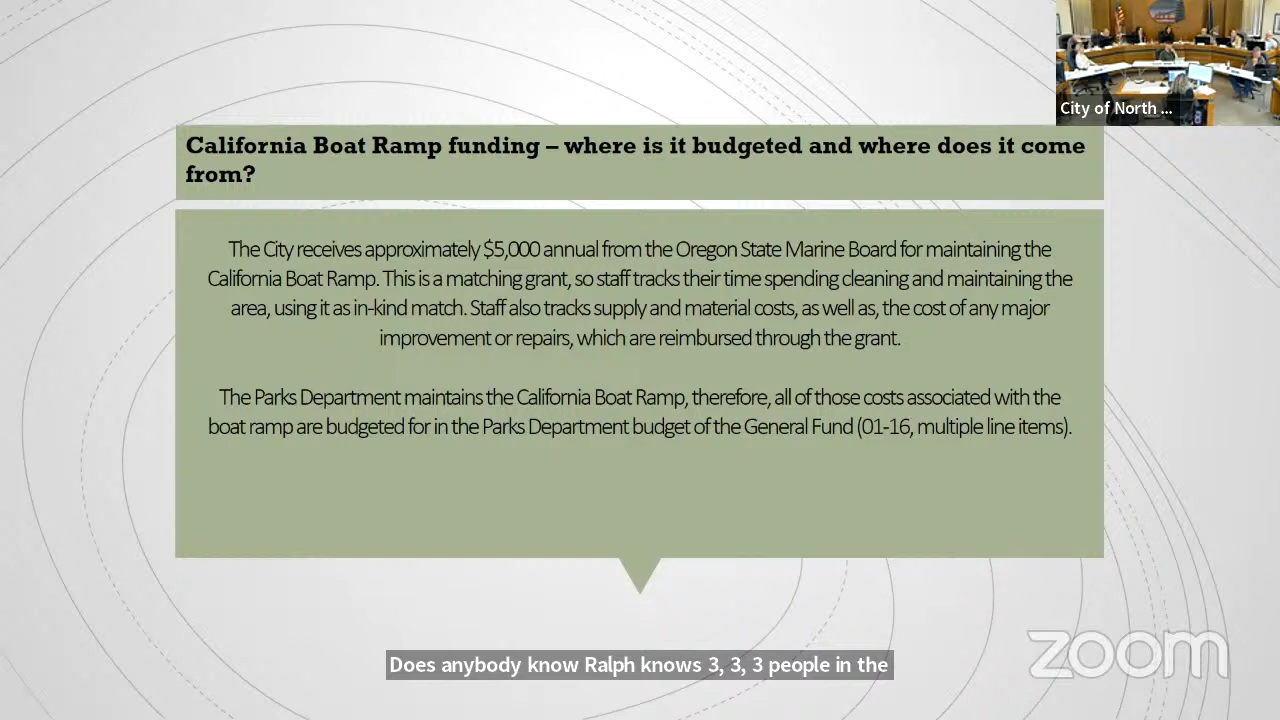 City of North ...
California Boat Ramp funding – where is it budgeted and where does it come
from?
The City receives approximately $5,000 annual from the Oregon State Marine Board for maintaining the
California Boat Ramp. This is a matching grant, so staff tracks their time spending cleaning and maintaining the
area, using it as in-kind match. Staff also tracks supply and material costs, as well as, the cost of any major
improvement or repairs, which are reimbursed through the grant.
The Parks Department maintains the California Boat Ramp, therefore, all of those costs associated with the
boat ramp are budgeted for in the Parks Department budget of the General Fund (01-16, multiple line items).
Does anybody know Ralph knows 3, 3, 3 people in the
zoom